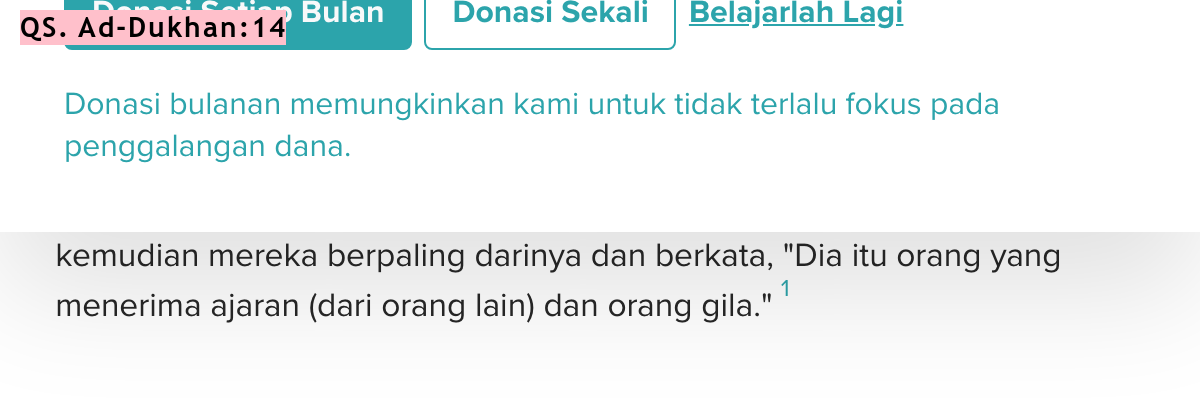 Donasi Setiap Bulan Donasi Sekali Belajarlah Lagi
QS. Ad-Dukhan:14
Donasi bulanan memungkinkan kami untuk tidak terlalu fokus pada
penggalangan dana.
kemudian mereka berpaling darinya dan berkata, "Dia itu orang yang
menerima ajaran (dari orang lain) dan orang gila." 1